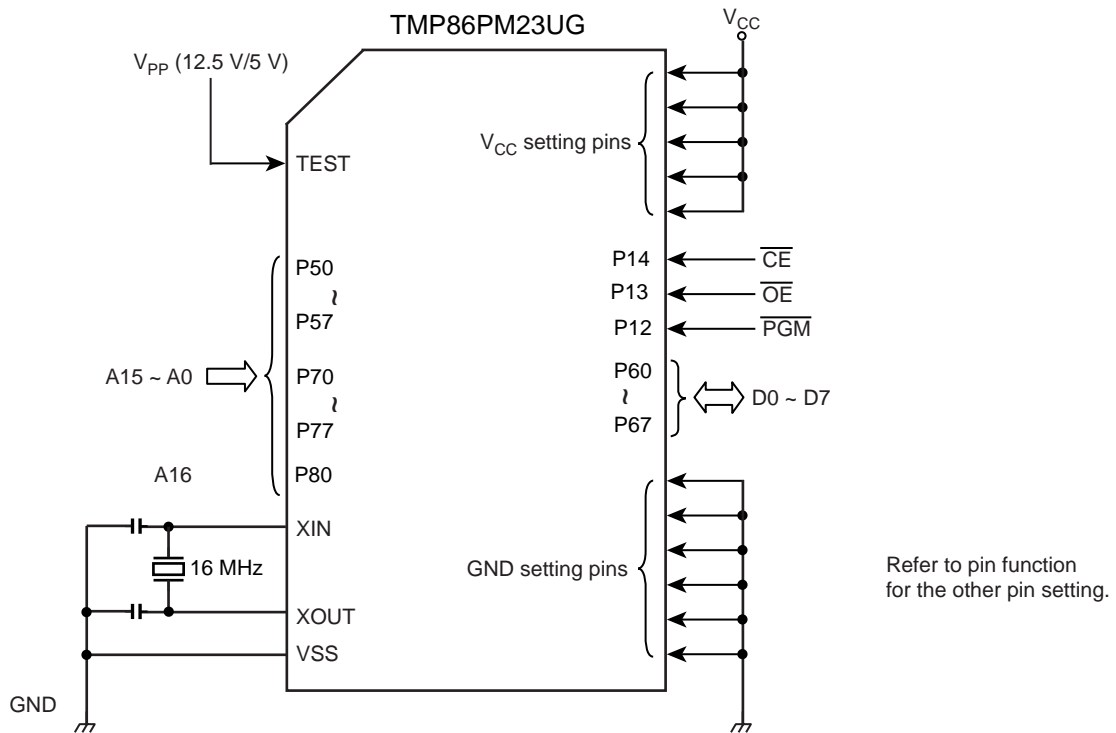 TMP86PM23UG
VCC
VPP (12.5 V/5 V)
VCC setting pins
TEST
P50
~
P57
A15 ~ A0
P70
~
P77
A16
P80
XIN
16 MHz
XOUT
VSS
GND
P14
CE
P13
OE
P12
PGM
P60
~
P67
D0 ~ D7
GND setting pins
Refer to pin function
for the other pin setting.